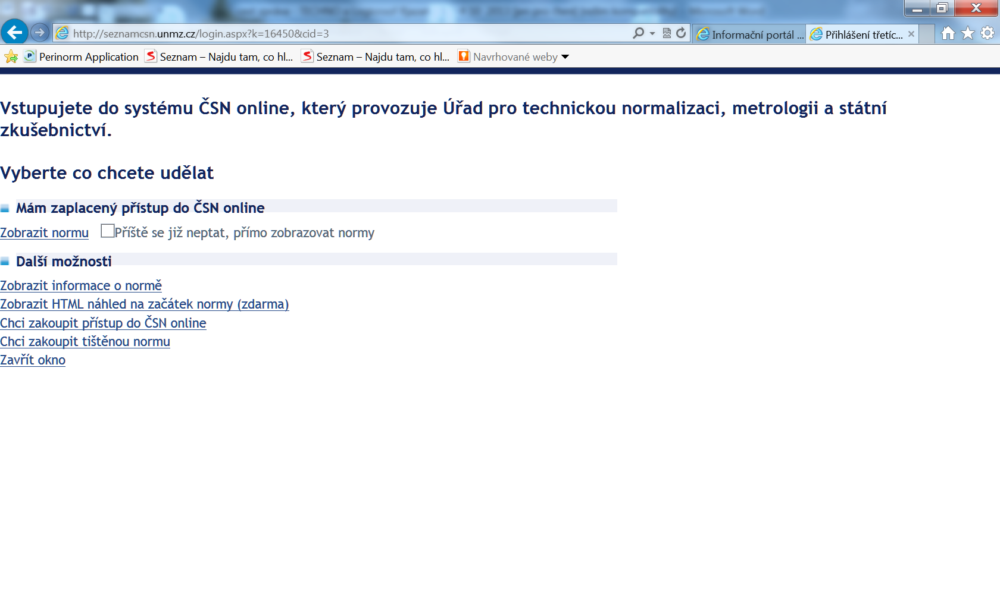 http://seznamcsn.unmz.cz/login.aspx?k=16450&cid=3
Informační portál ...
Přihlášení třetíc...
Perinorm Application
Seznam – Najdu tam, co hl...
Seznam – Najdu tam, co hl...
Navrhované weby
Vstupujete do systému ČSN online, který provozuje Úřad pro technickou normalizaci, metrologii a státní
zkušebnictví.
Vyberte co chcete udělat
Mám zaplacený přístup do ČSN online
Zobrazit normu Příště se již neptat, přímo zobrazovat normy
Další možnosti
Zobrazit informace o normě
Zobrazit HTML náhled na začátek normy (zdarma)
Chci zakoupit přístup do ČSN online
Chci zakoupit tištěnou normu
Zavřít okno